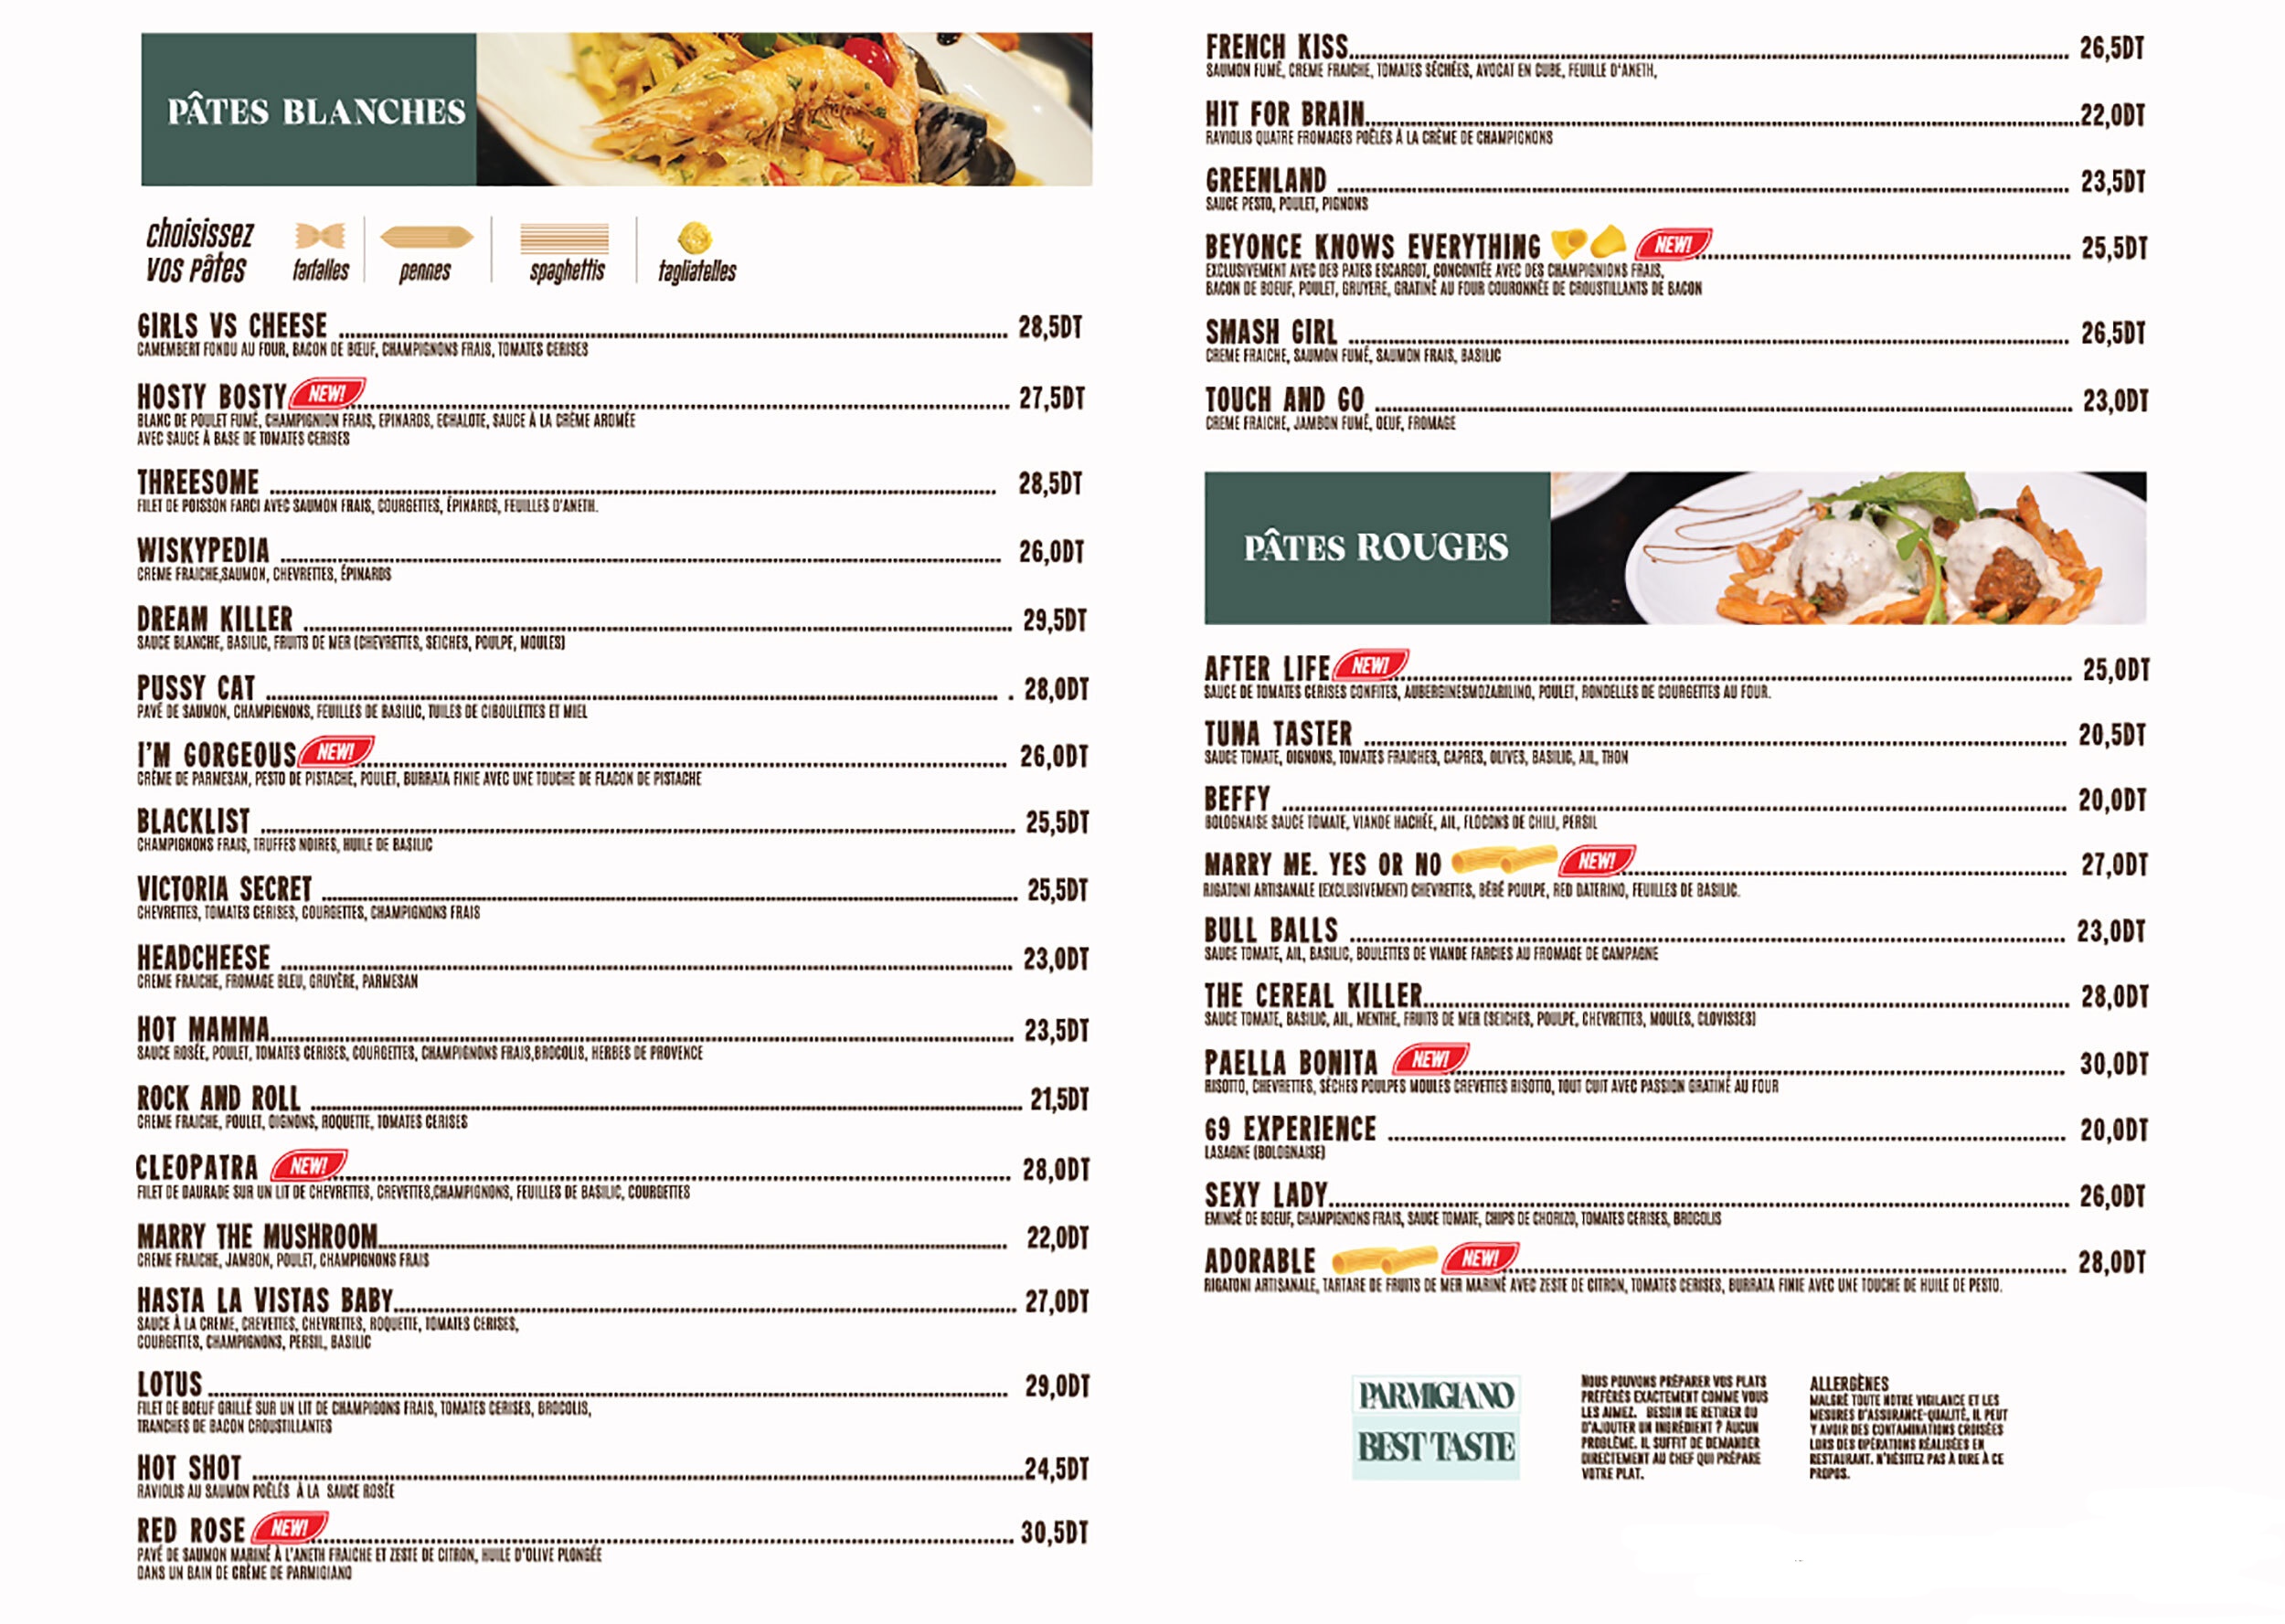 PÂTES BLANCHES
choisissez
vos pâtes
farfalles
pennes
spaghettis
tagliatelles
GIRLS VS CHEESE 28,5DT
CAMEMBERT FONDU AU FOUR, BACON DE BŒUF, CHAMPIGNONS FRAIS, TOMATES CERISES
HOSTY BOSTY NEW! 27,5DT
BLANC DE POULET FUMÉ, CHAMPIGNION FRAIS, EPINARDS, ECHALOTE, SAUCE À LA CRÈME AROMÉE
AVEC SAUCE À BASE DE TOMATES CERISES
THREESOME 28,5DT
FILET DE POISSON FARCI AVEC SAUMON FRAIS, COURGETTES, ÉPINARDS, FEUILLES D'ANETH.
WISKYPEDIA 26,0DT
CREME FRAICHE,SAUMON, CHEVRETTES, ÉPINARDS
DREAM KILLER 29,5DT
SAUCE BLANCHE, BASILIC, FRUITS DE MER (CHEVRETTES, SEICHES, POULPE, MOULES)
PUSSY CAT 28,0DT
PAVÉ DE SAUMON, CHAMPIGNONS, FEUILLES DE BASILIC, TUILES DE CIBOULETTES ET MIEL
I'M GORGEOUS NEW! 26,0DT
CRÈME DE PARMESAN, PESTO DE PISTACHE, POULET, BURRATA FINIE AVEC UNE TOUCHE DE FLACON DE PISTACHE
BLACKLIST 25,5DT
CHAMPIGNONS FRAIS, TRUFFES NOIRES, HUILE DE BASILIC
VICTORIA SECRET 25,5DT
CHEVRETTES, TOMATES CERISES, COURGETTES, CHAMPIGNONS FRAIS
HEADCHEESE 23,0DT
CREME FRAICHE, FROMAGE BLEU, GRUYÈRE, PARMESAN
HOT MAMMA 23,5DT
SAUCE ROSÉE, POULET, TOMATES CERISES, COURGETTES, CHAMPIGNONS FRAIS,BROCOLIS, HERBES DE PROVENCE
ROCK AND ROLL 21,5DT
CREME FRAICHE, POULET, OIGNONS, ROQUETTE, TOMATES CERISES
CLEOPATRA NEW! 28,0DT
FILET DE DAURADE SUR UN LIT DE CHEVRETTES, CREVETTES,CHAMPIGNONS, FEUILLES DE BASILIC, COURGETTES
MARRY THE MUSHROOM 22,0DT
CREME FRAICHE, JAMBON, POULET, CHAMPIGNONS FRAIS
HASTA LA VISTAS BABY 27,0DT
SAUCE À LA CREME, CREVETTES, CHEVRETTES, ROQUETTE, TOMATES CERISES,
COURGETTES, CHAMPIGNONS, PERSIL, BASILIC
LOTUS 29,0DT
FILET DE BOEUF GRILLÉ SUR UN LIT DE CHAMPIGONS FRAIS, TOMATES CERISES, BROCOLIS,
TRANCHES DE BACON CROUSTILLANTES
HOT SHOT 24,5DT
RAVIOLIS AU SAUMON POÊLÉS À LA SAUCE ROSÉE
RED ROSE NEW! 30,5DT
PAVÉ DE SAUMON MARINÉ À L'ANETH FRAICHE ET ZESTE DE CITRON, HUILE D'OLIVE PLONGÉE
DANS UN BAIN DE CRÈME DE PARMIGIANO
FRENCH KISS 26,5DT
SAUMON FUMÉ, CREME FRAICHE, TOMATES SÉCHÉES, AVOCAT EN CUBE, FEUILLE D'ANETH,
HIT FOR BRAIN 22,0DT
RAVIOLIS QUATRE FROMAGES POÊLÉS À LA CRÈME DE CHAMPIGNONS
GREENLAND 23,5DT
SAUCE PESTO, POULET, PIGNONS
BEYONCE KNOWS EVERYTHING NEW! 25,5DT
EXCLUSIVEMENT AVEC DES PATES ESCARGOT, CONCONTÉE AVEC DES CHAMPIGNIONS FRAIS,
BACON DE BOEUF, POULET, GRUYERE, GRATINÉ AU FOUR COURONNÉE DE CROUSTILLANTS DE BACON
SMASH GIRL 26,5DT
CREME FRAICHE, SAUMON FUMÉ, SAUMON FRAIS, BASILIC
TOUCH AND GO 23,0DT
CREME FRAICHE, JAMBON FUMÉ, OEUF, FROMAGE
PÂTES ROUGES
AFTER LIFE NEW! 25,0DT
SAUCE DE TOMATES CERISES CONFITES, AUBERGINESMOZARILINO, POULET, RONDELLES DE COURGETTES AU FOUR.
TUNA TASTER 20,5DT
SAUCE TOMATE, OIGNONS, TOMATES FRAICHES, CAPRES, OLIVES, BASILIC, AIL, THON
BEFFY 20,0DT
BOLOGNAISE SAUCE TOMATE, VIANDE HACHÉE, AIL, FLOCONS DE CHILI, PERSIL
MARRY ME. YES OR NO NEW! 27,0DT
RIGATONI ARTISANALE (EXCLUSIVEMENT) CHEVRETTES, BÉBÉ POULPE, RED DATERINO, FEUILLES DE BASILIC.
BULL BALLS 23,0DT
SAUCE TOMATE, AIL, BASILIC, BOULETTES DE VIANDE FARCIES AU FROMAGE DE CAMPAGNE
THE CEREAL KILLER 28,0DT
SAUCE TOMATE, BASILIC, AIL, MENTHE, FRUITS DE MER (SEICHES, POULPE, CHEVRETTES, MOULES, CLOVISSES)
PAELLA BONITA NEW! 30,0DT
RISOTTO, CHEVRETTES, SÉCHES POULPES MOULES CREVETTES RISOTTO, TOUT CUIT AVEC PASSION GRATINÉ AU FOUR
69 EXPERIENCE 20,0DT
LASAGNE (BOLOGNAISE)
SEXY LADY 26,0DT
EMINCÉ DE BOEUF, CHAMPIGNONS FRAIS, SAUCE TOMATE, CHIPS DE CHORIZO, TOMATES CERISES, BROCOLIS
ADORABLE NEW! 28,0DT
RIGATONI ARTISANALE, TARTARE DE FRUITS DE MER MARINÉ AVEC ZESTE DE CITRON, TOMATES CERISES, BURRATA FINIE AVEC UNE TOUCHE DE HUILE DE PESTO.
PARMIGIANO
BEST TASTE
NOUS POUVONS PRÉPARER VOS PLATS
PRÉFÉRÉS EXACTEMENT COMME VOUS
LES AIMEZ. BESOIN DE RETIRER OU
D'AJOUTER UN INGRÉDIENT ? AUCUN
PROBLÈME. IL SUFFIT DE DEMANDER
DIRECTEMENT AU CHEF QUI PRÉPARE
VOTRE PLAT.
ALLERGÈNES
MALGRÉ TOUTE NOTRE VIGILANCE ET LES
MESURES D'ASSURANCE-QUALITÉ, IL PEUT
Y AVOIR DES CONTAMINATIONS CROISÉES
LORS DES OPÉRATIONS RÉALISÉES EN
RESTAURANT. N'HÉSITEZ PAS À DIRE À CE
PROPOS.